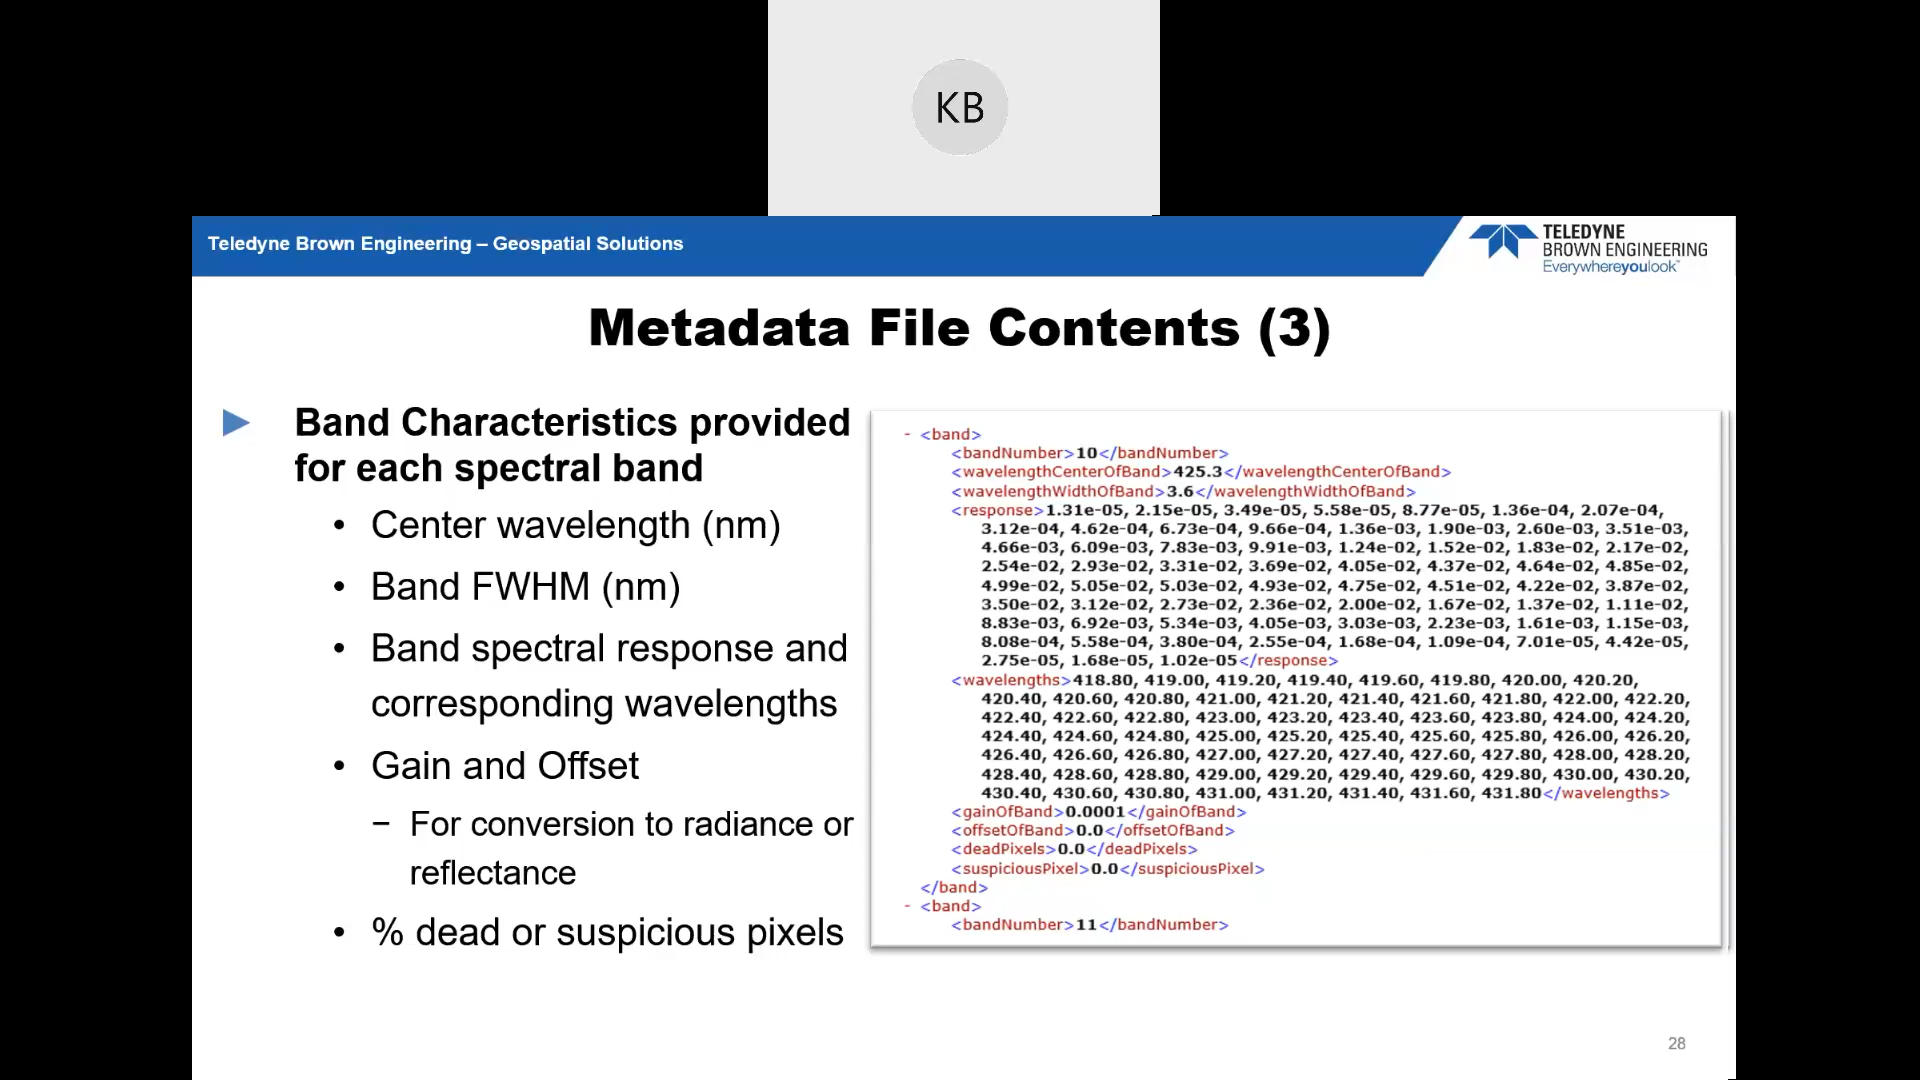 KB
Teledyne Brown Engineering – Geospatial Solutions
TELEDYNE
BROWN ENGINEERING
Everywhereyoulook™
Metadata File Contents (3)
► Band Characteristics provided
for each spectral band
• Center wavelength (nm)
• Band FWHM (nm)
• Band spectral response and
corresponding wavelengths
• Gain and Offset
− For conversion to radiance or
reflectance
• % dead or suspicious pixels
- <band>
<bandNumber>10</bandNumber>
<wavelengthCenterOfBand>425.3</wavelengthCenterOfBand>
<wavelengthWidthOfBand>3.6</wavelengthWidthOfBand>
<response>1.31e-05, 2.15e-05, 3.49e-05, 5.58e-05, 8.77e-05, 1.36e-04, 2.07e-04,
3.12e-04, 4.62e-04, 6.73e-04, 9.66e-04, 1.36e-03, 1.90e-03, 2.60e-03, 3.51e-03,
4.66e-03, 6.09e-03, 7.83e-03, 9.91e-03, 1.24e-02, 1.52e-02, 1.83e-02, 2.17e-02,
2.54e-02, 2.93e-02, 3.31e-02, 3.69e-02, 4.05e-02, 4.37e-02, 4.64e-02, 4.85e-02,
4.99e-02, 5.05e-02, 5.03e-02, 4.93e-02, 4.75e-02, 4.51e-02, 4.22e-02, 3.87e-02,
3.50e-02, 3.12e-02, 2.73e-02, 2.36e-02, 2.00e-02, 1.67e-02, 1.37e-02, 1.11e-02,
8.83e-03, 6.92e-03, 5.34e-03, 4.05e-03, 3.03e-03, 2.23e-03, 1.61e-03, 1.15e-03,
8.08e-04, 5.58e-04, 3.80e-04, 2.55e-04, 1.68e-04, 1.09e-04, 7.01e-05, 4.42e-05,
2.75e-05, 1.68e-05, 1.02e-05</response>
<wavelengths>418.80, 419.00, 419.20, 419.40, 419.60, 419.80, 420.00, 420.20,
420.40, 420.60, 420.80, 421.00, 421.20, 421.40, 421.60, 421.80, 422.00, 422.20,
422.40, 422.60, 422.80, 423.00, 423.20, 423.40, 423.60, 423.80, 424.00, 424.20,
424.40, 424.60, 424.80, 425.00, 425.20, 425.40, 425.60, 425.80, 426.00, 426.20,
426.40, 426.60, 426.80, 427.00, 427.20, 427.40, 427.60, 427.80, 428.00, 428.20,
428.40, 428.60, 428.80, 429.00, 429.20, 429.40, 429.60, 429.80, 430.00, 430.20,
430.40, 430.60, 430.80, 431.00, 431.20, 431.40, 431.60, 431.80</wavelengths>
<gainOfBand>0.0001</gainOfBand>
<offsetOfBand>0.0</offsetOfBand>
<deadPixels>0.0</deadPixels>
<suspiciousPixel>0.0</suspiciousPixel>
</band>
- <band>
<bandNumber>11</bandNumber>
28